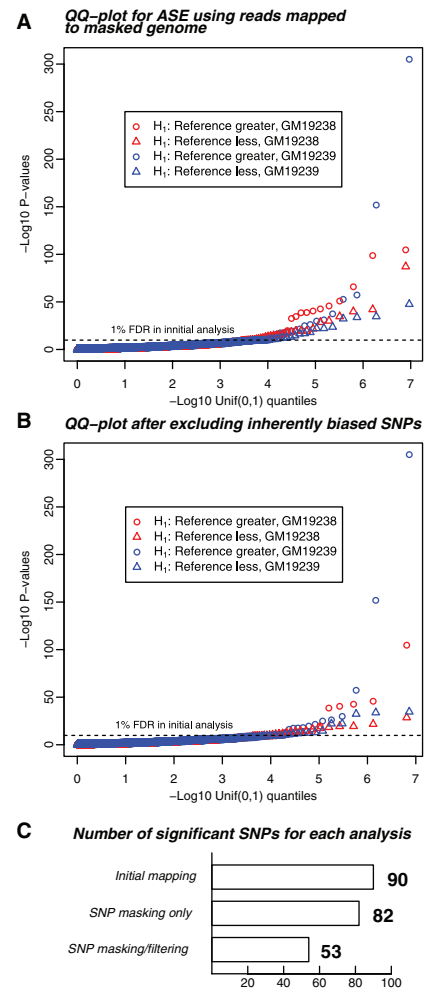 A
QQ-plot for ASE using reads mapped
to masked genome
300
250
200
150
100
50
0
−Log10 P-values
H1: Reference greater, GM19238
H1: Reference less, GM19238
H1: Reference greater, GM19239
H1: Reference less, GM19239
1% FDR in innitial analysis
0 1 2 3 4 5 6 7
−Log10 Unif(0,1) quantiles
B
QQ-plot after excluding inherently biased SNPs
300
250
200
150
100
50
0
−Log10 P-values
H1: Reference greater, GM19238
H1: Reference less, GM19238
H1: Reference greater, GM19239
H1: Reference less, GM19239
1% FDR in initial analysis
0 1 2 3 4 5 6 7
−Log10 Unif(0,1) quantiles
C
Number of significant SNPs for each analysis
Initial mapping 90
SNP masking only 82
SNP masking/filtering 53
20 40 60 80 100